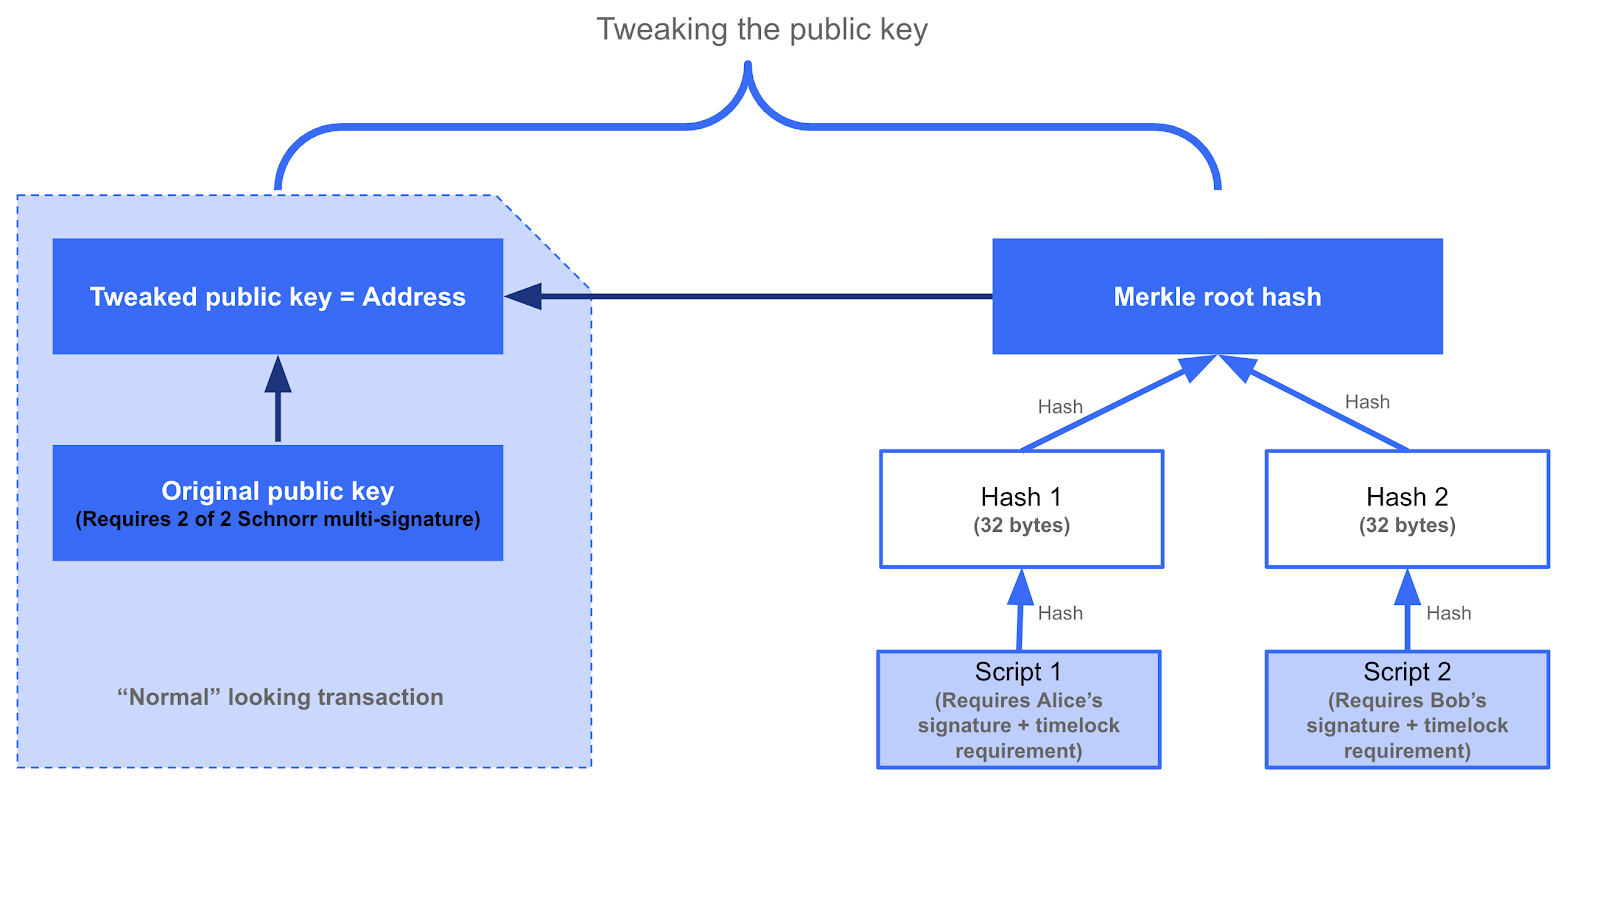 Tweaking the public key
Tweaked public key = Address
Merkle root hash
Hash
Hash
Original public key
(Requires 2 of 2 Schnorr multi-signature)
Hash 1
(32 bytes)
Hash 2
(32 bytes)
Hash
Hash
“Normal” looking transaction
Script 1
(Requires Alice’s
signature + timelock
requirement)
Script 2
(Requires Bob’s
signature + timelock
requirement)